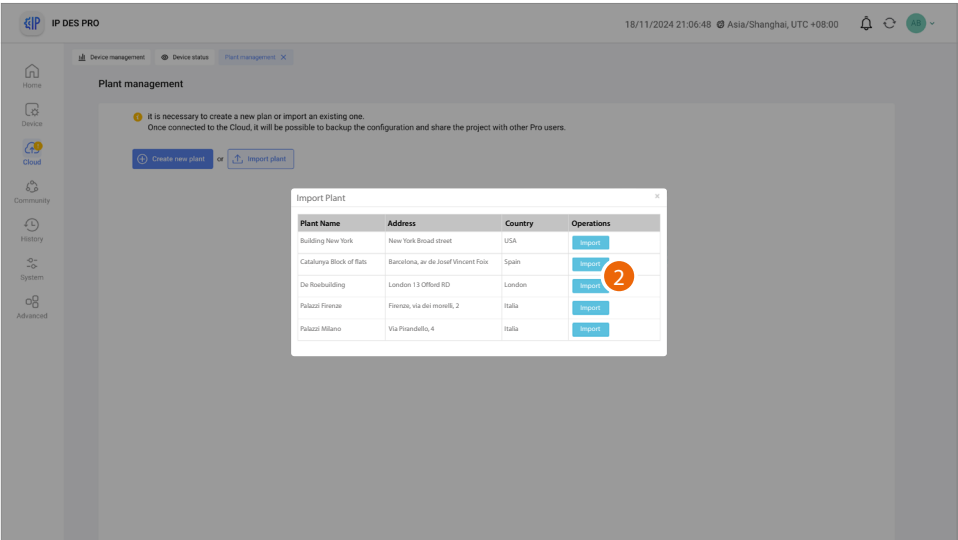 IP DES PRO
18/11/2024 21:06:48 Asia/Shanghai, UTC +08:00
AB
Device management Device status Plant management X
Home
Plant management
Device
it is necessary to create a new plan or import an existing one.
Once connected to the Cloud, it will be possible to backup the configuration and share the project with other Pro users.
Cloud
Create new plant or Import plant
Community
Import Plant ×
Plant Name Address Country Operations
Building New York New York Broad street USA Import
Catalunya Block of flats Barcelona, av de Josef Vincent Foix Spain Import
2
De Roebuilding London 13 Offord RD London Import
Palazzi Firenze Firenze, via dei morelli, 2 Italia Import
Palazzi Milano Via Pirandello, 4 Italia Import
History
System
Advanced